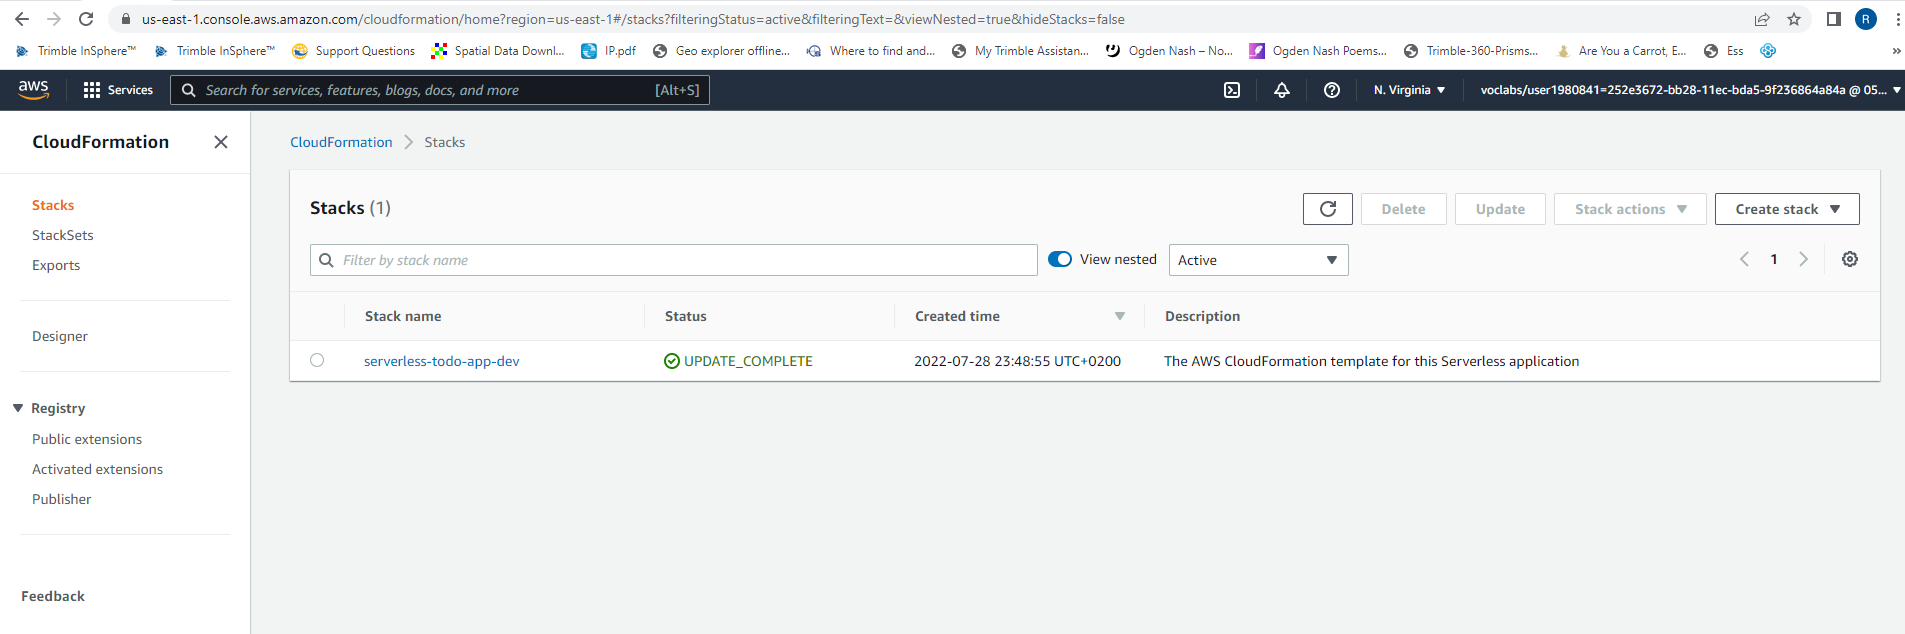 us-east-1.console.aws.amazon.com/cloudformation/home?region=us-east-1#/stacks?filteringStatus=active&filteringText=&viewNested=true&hideStacks=false
R
Trimble InSphere™ Trimble InSphere™ Support Questions Spatial Data Downl... IP.pdf Geo explorer offline... Where to find and... My Trimble Assistan... Ogden Nash – No... Ogden Nash Poems... Trimble-360-Prisms... Are You a Carrot, E... Ess »
aws Services Search for services, features, blogs, docs, and more [Alt+S] N. Virginia voclabs/user1980841=252e3672-bb28-11ec-bda5-9f236864a84a @ 05...
CloudFormation
Stacks
StackSets
Exports
Designer
Registry
Public extensions
Activated extensions
Publisher
Feedback
CloudFormation Stacks
Stacks (1) Delete Update Stack actions Create stack
Filter by stack name View nested Active 1
Stack name Status Created time Description
serverless-todo-app-dev UPDATE_COMPLETE 2022-07-28 23:48:55 UTC+0200 The AWS CloudFormation template for this Serverless application